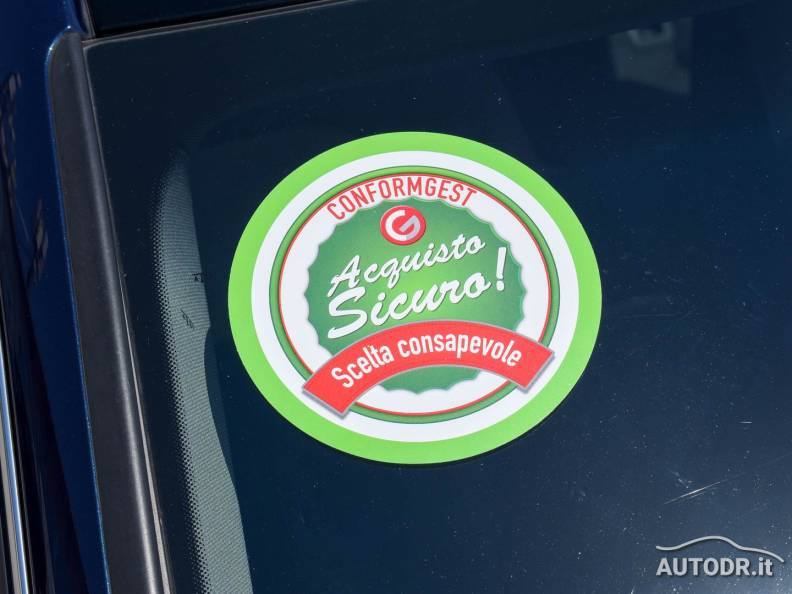 CONFORMGEST
G
Acquisto
Sicuro!
Scelta consapevole
AUTODR.it